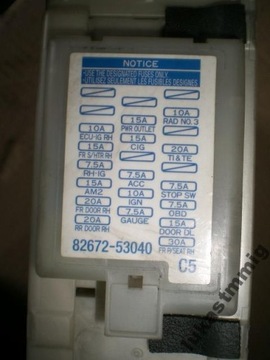 NOTICE
USE THE DESIGNATED FUSES ONLY
UTILISEZ SEULEMENT LES FUSIBLES DESIGNES
10A
ECU-IG RH
15A
FR S/HTR RH
7.5A
RH-IG
15A
AM2
20A
FR DOOR RH
20A
RR DOOR RH
15A
PWR OUTLET
15A
CIG
7.5A
ACC
10A
IGN
7.5A
GAUGE
10A
RAD NO.3
20A
TI&TE
7.5A
STOP SW
7.5A
OBD
15A
DOOR DL
30A
FR P/SEAT RH
82672-53040
C5